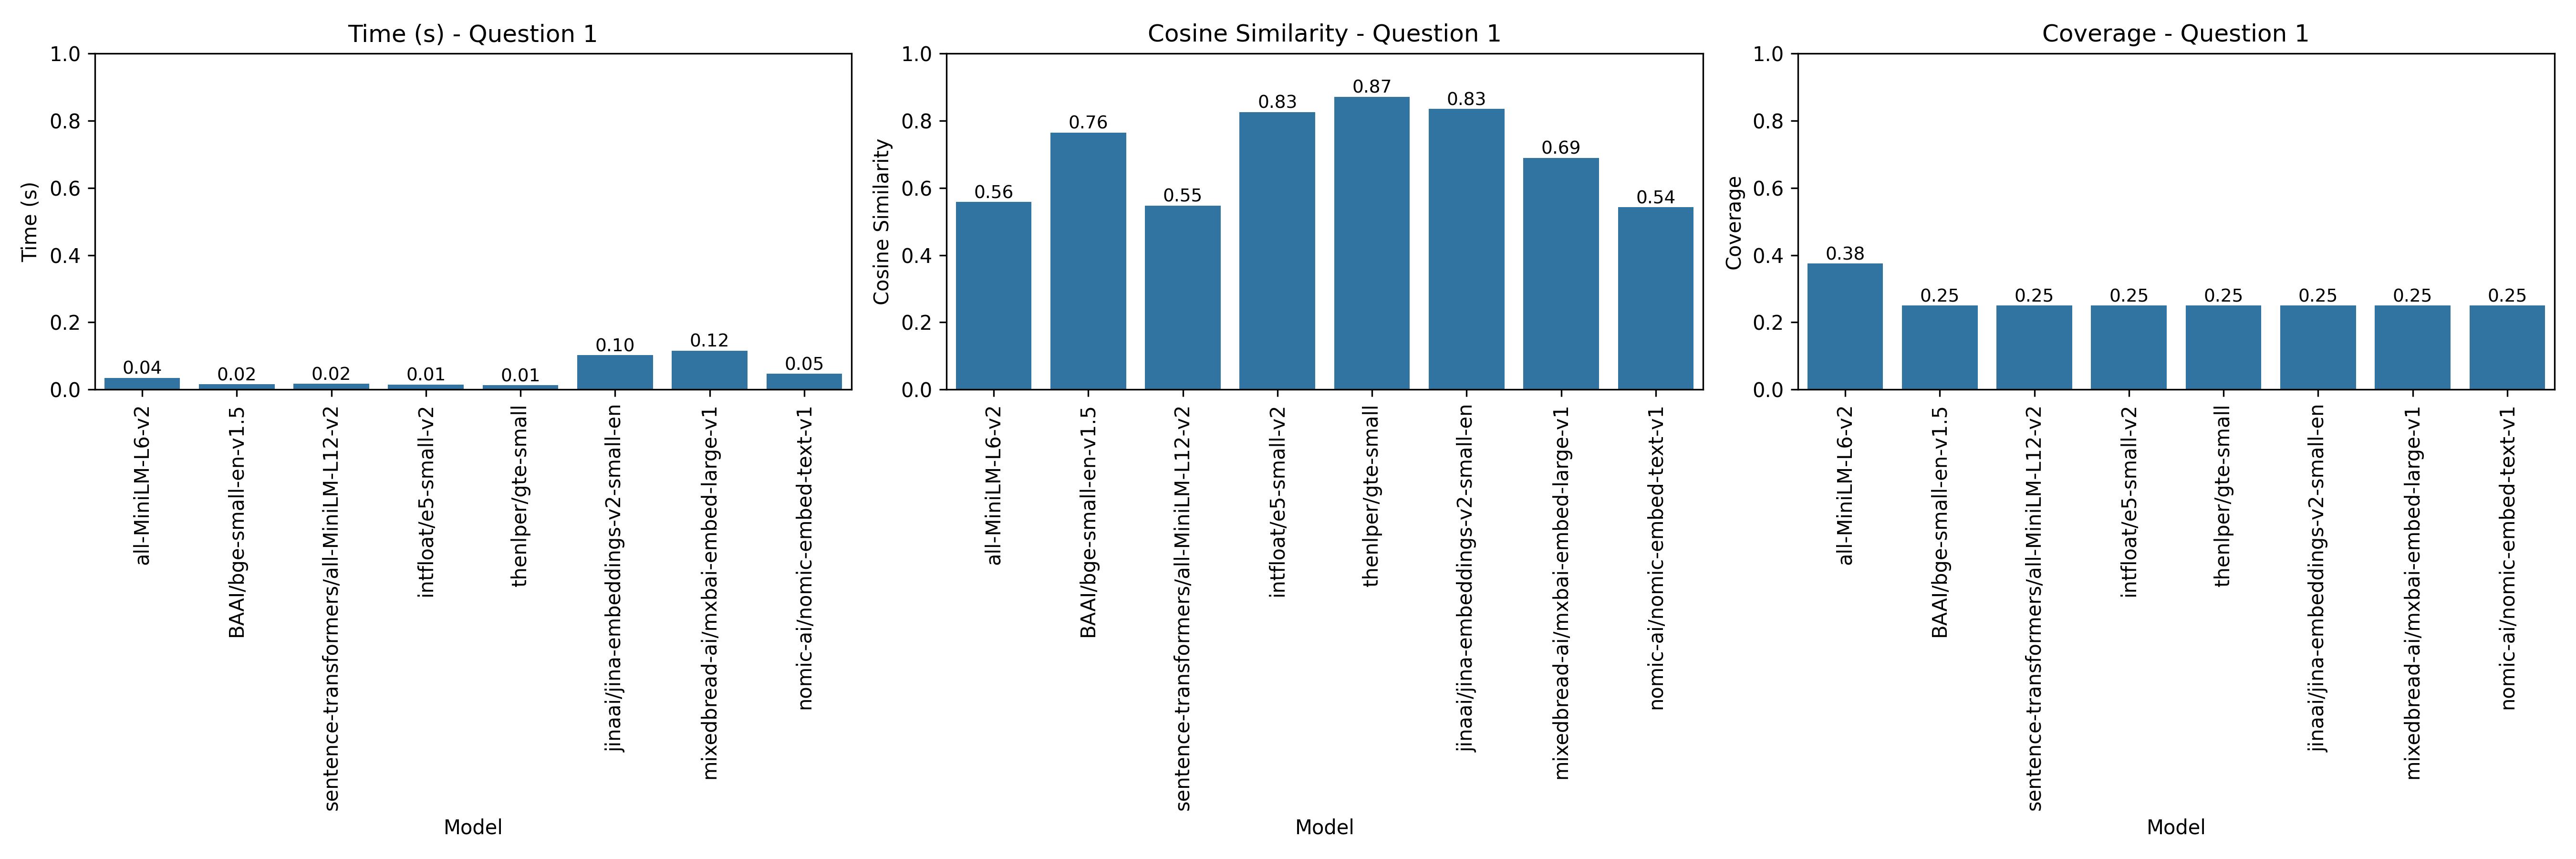 Time (s) - Question 1
Time (s)
1.0
0.8
0.6
0.4
0.2
0.0
0.04
0.02
0.02
0.01
0.01
0.10
0.12
0.05
all-MiniLM-L6-v2
BAAI/bge-small-en-v1.5
sentence-transformers/all-MiniLM-L12-v2
intfloat/e5-small-v2
thenlper/gte-small
jinaai/jina-embeddings-v2-small-en
mixedbread-ai/mxbai-embed-large-v1
nomic-ai/nomic-embed-text-v1
Model
Cosine Similarity - Question 1
Cosine Similarity
1.0
0.8
0.6
0.4
0.2
0.0
0.56
0.76
0.55
0.83
0.87
0.83
0.69
0.54
all-MiniLM-L6-v2
BAAI/bge-small-en-v1.5
sentence-transformers/all-MiniLM-L12-v2
intfloat/e5-small-v2
thenlper/gte-small
jinaai/jina-embeddings-v2-small-en
mixedbread-ai/mxbai-embed-large-v1
nomic-ai/nomic-embed-text-v1
Model
Coverage - Question 1
Coverage
1.0
0.8
0.6
0.4
0.2
0.0
0.38
0.25
0.25
0.25
0.25
0.25
0.25
0.25
all-MiniLM-L6-v2
BAAI/bge-small-en-v1.5
sentence-transformers/all-MiniLM-L12-v2
intfloat/e5-small-v2
thenlper/gte-small
jinaai/jina-embeddings-v2-small-en
mixedbread-ai/mxbai-embed-large-v1
nomic-ai/nomic-embed-text-v1
Model